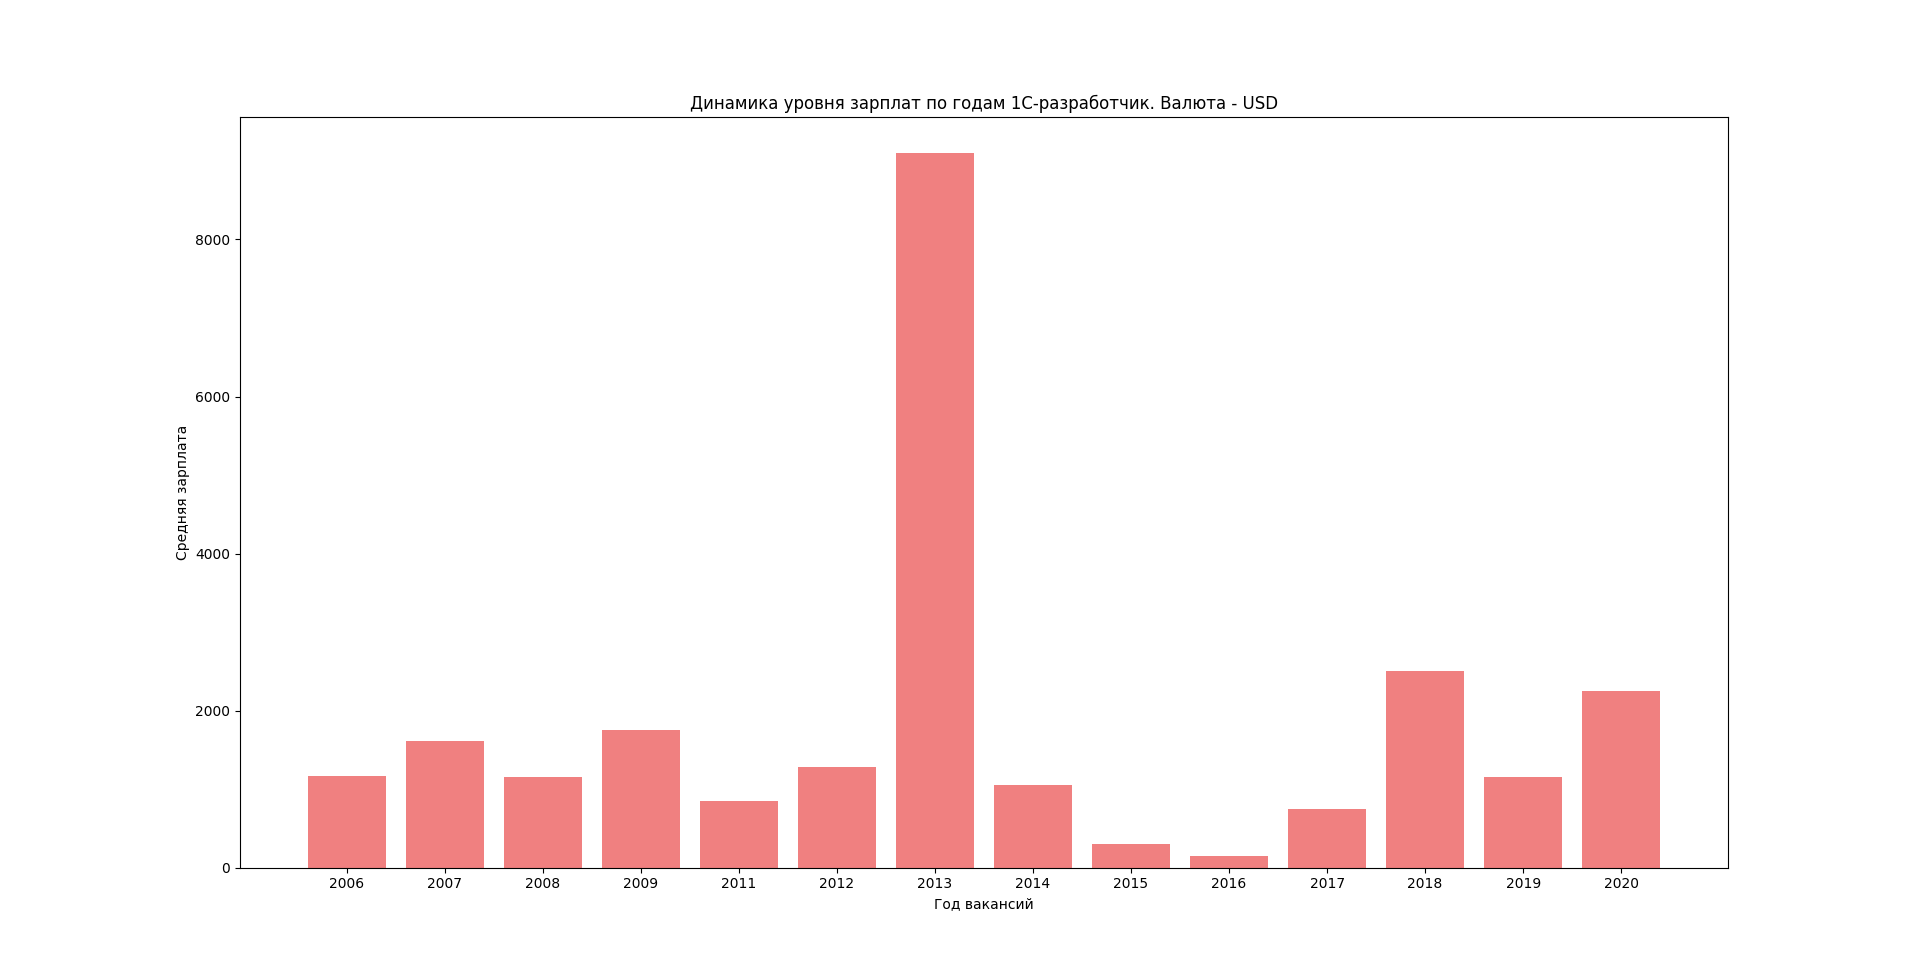 Динамика уровня зарплат по годам 1С-разработчик. Валюта - USD
Средняя зарплата
8000
6000
4000
2000
0
2006 2007 2008 2009 2011 2012 2013 2014 2015 2016 2017 2018 2019 2020
Год вакансий